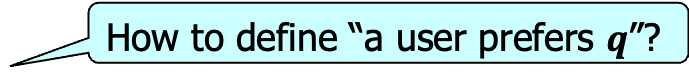 How to define “a user prefers q”?